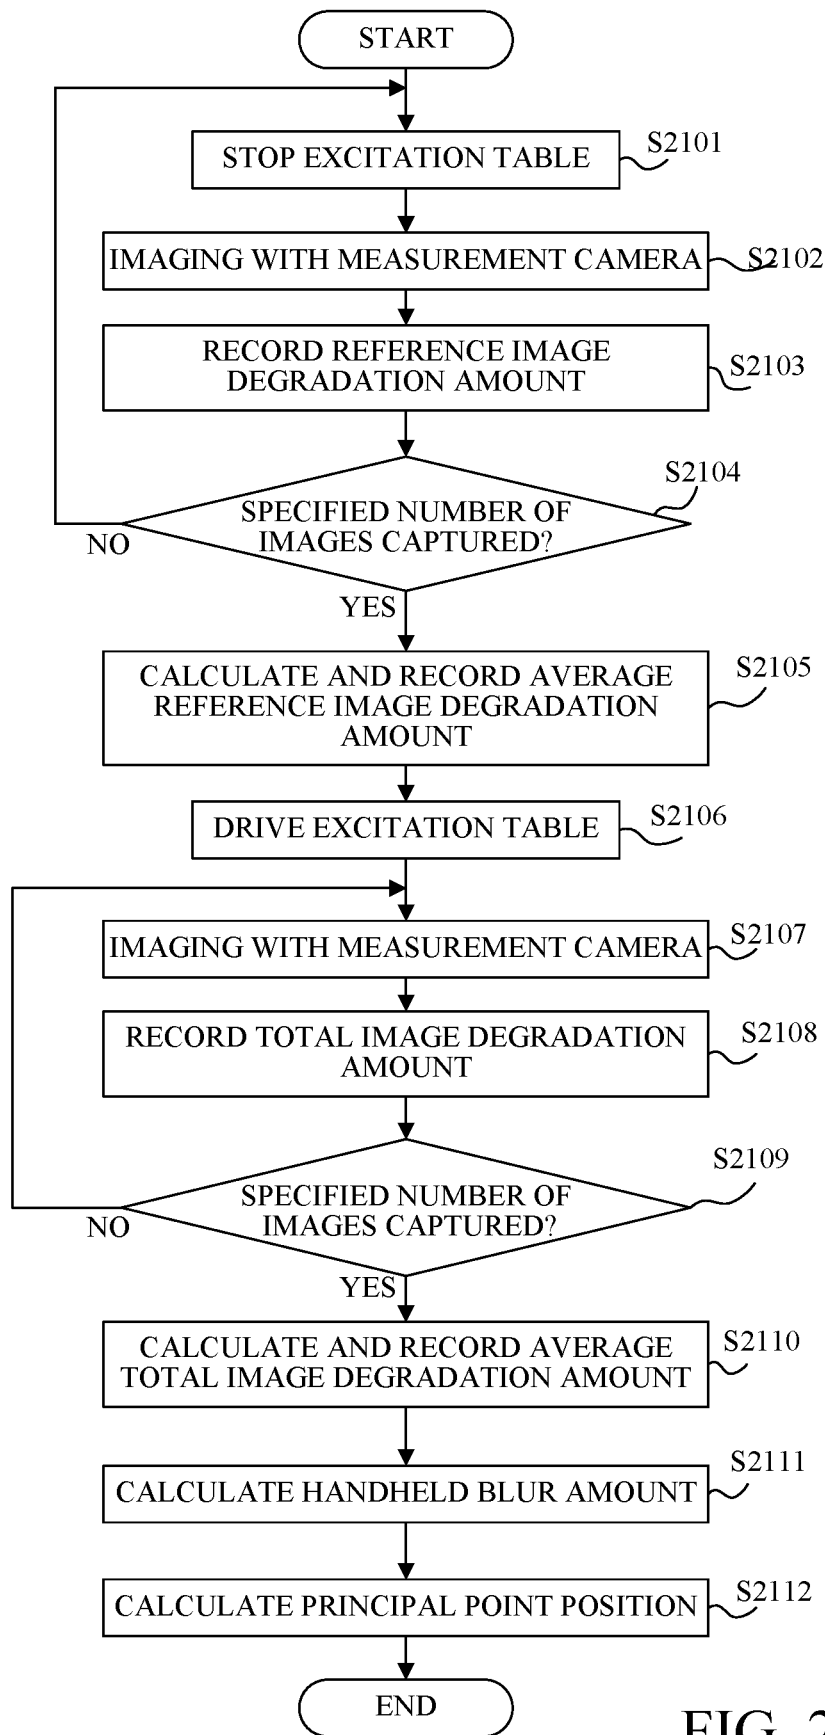 START
STOP EXCITATION TABLE
S2101
IMAGING WITH MEASUREMENT CAMERA
S2102
RECORD REFERENCE IMAGE
DEGRADATION AMOUNT
S2103
SPECIFIED NUMBER OF
IMAGES CAPTURED?
S2104
NO
YES
CALCULATE AND RECORD AVERAGE
REFERENCE IMAGE DEGRADATION
AMOUNT
S2105
DRIVE EXCITATION TABLE
S2106
IMAGING WITH MEASUREMENT CAMERA
S2107
RECORD TOTAL IMAGE DEGRADATION
AMOUNT
S2108
SPECIFIED NUMBER OF
IMAGES CAPTURED?
S2109
NO
YES
CALCULATE AND RECORD AVERAGE
TOTAL IMAGE DEGRADATION AMOUNT
S2110
CALCULATE HANDHELD BLUR AMOUNT
S2111
CALCULATE PRINCIPAL POINT POSITION
S2112
END
FIG. 2